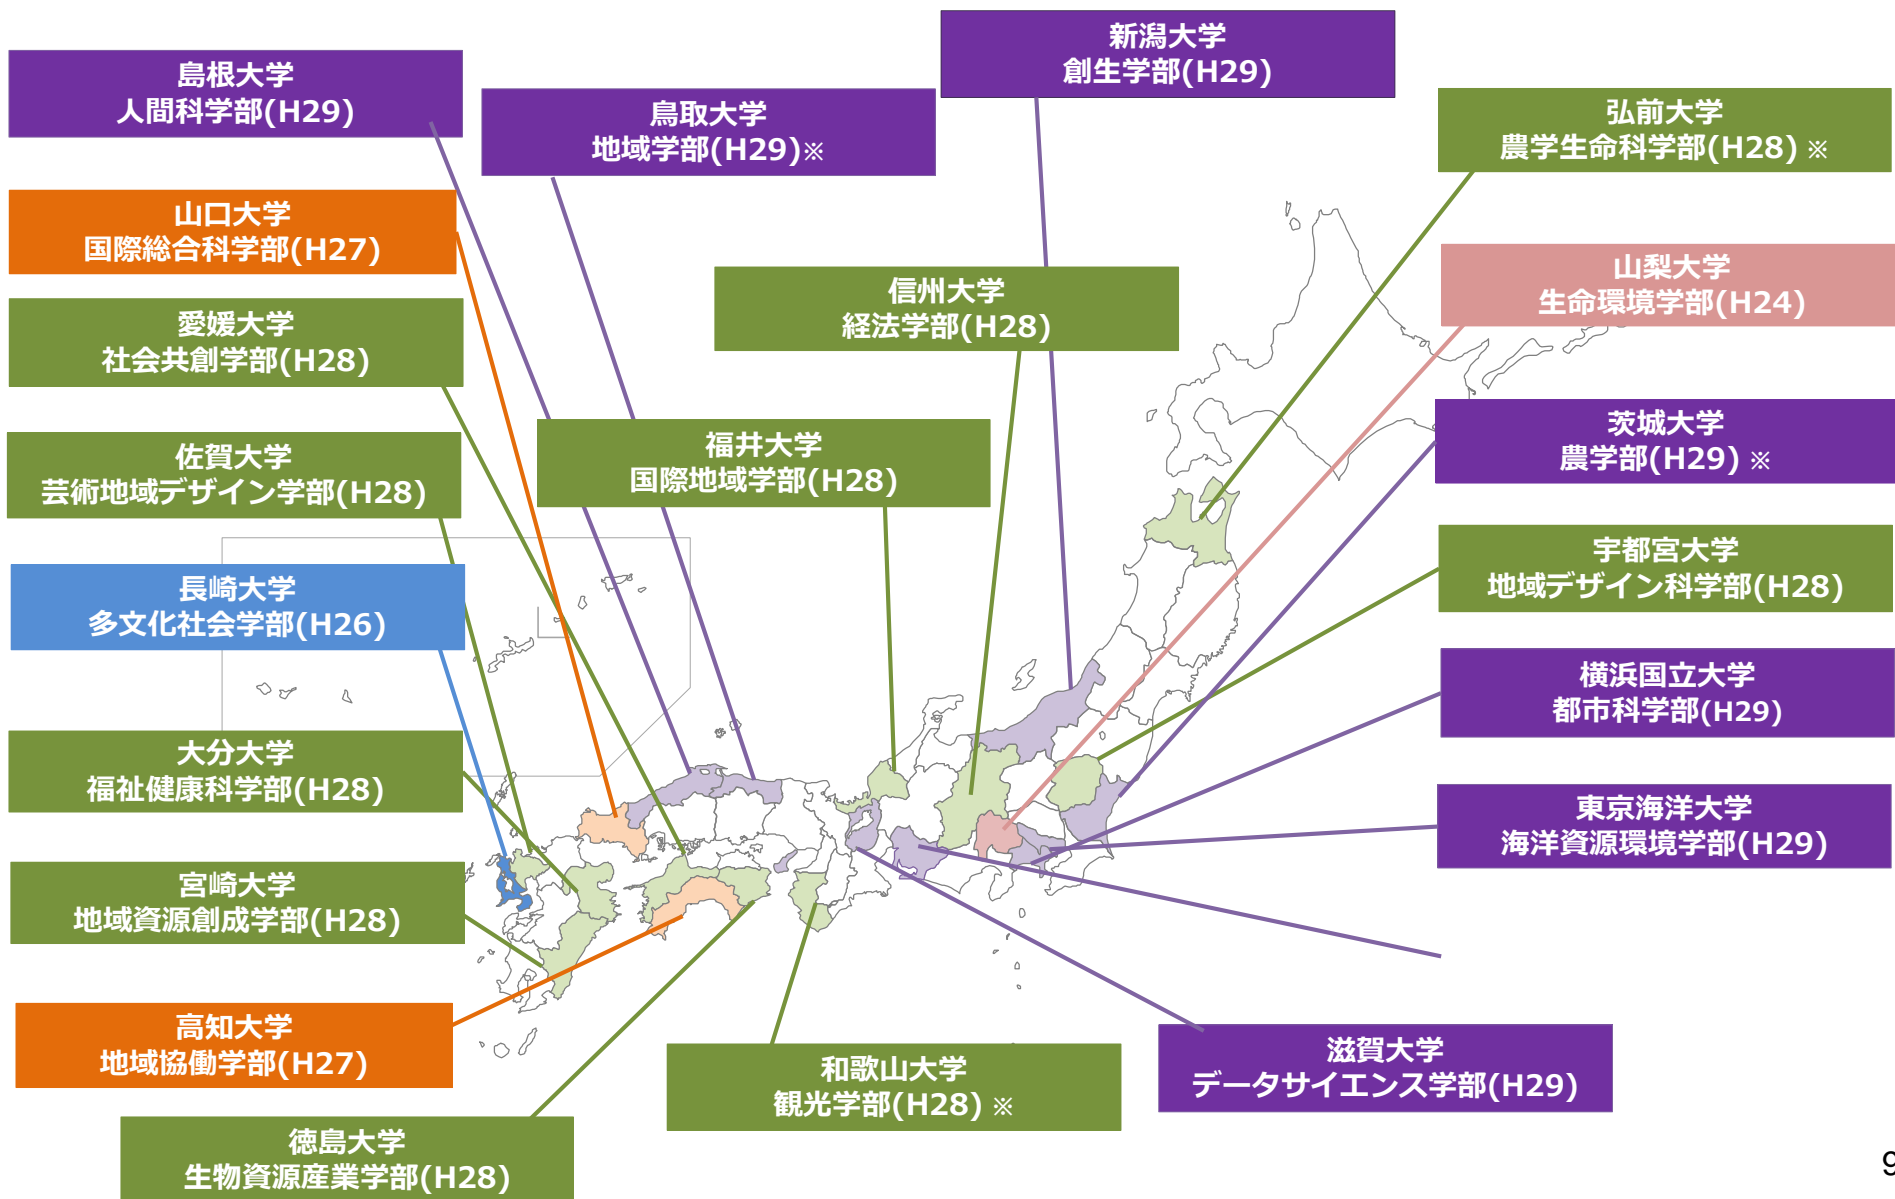 新潟大学
創生学部(H29)
島根大学
人間科学部(H29)
鳥取大学
地域学部(H29)※
弘前大学
農学生命科学部(H28) ※
山口大学
国際総合科学部(H27)
山梨大学
生命環境学部(H24)
信州大学
経法学部(H28)
愛媛大学
社会共創学部(H28)
茨城大学
農学部(H29) ※
福井大学
国際地域学部(H28)
佐賀大学
芸術地域デザイン学部(H28)
宇都宮大学
地域デザイン科学部(H28)
長崎大学
多文化社会学部(H26)
横浜国立大学
都市科学部(H29)
大分大学
福祉健康科学部(H28)
東京海洋大学
海洋資源環境学部(H29)
宮崎大学
地域資源創成学部(H28)
高知大学
地域協働学部(H27)
滋賀大学
データサイエンス学部(H29)
和歌山大学
観光学部(H28) ※
徳島大学
生物資源産業学部(H28)
9